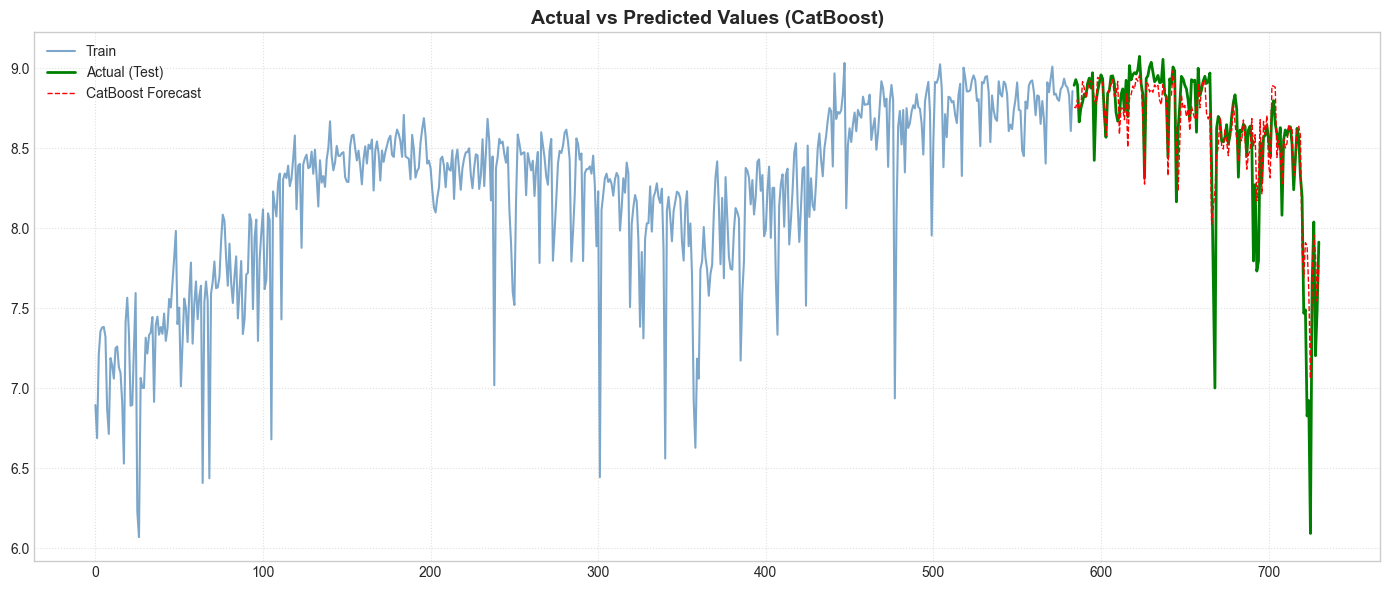 Actual vs Predicted Values (CatBoost)
Train
Actual (Test)
CatBoost Forecast
9.0
8.5
8.0
7.5
7.0
6.5
6.0
0 100 200 300 400 500 600 700